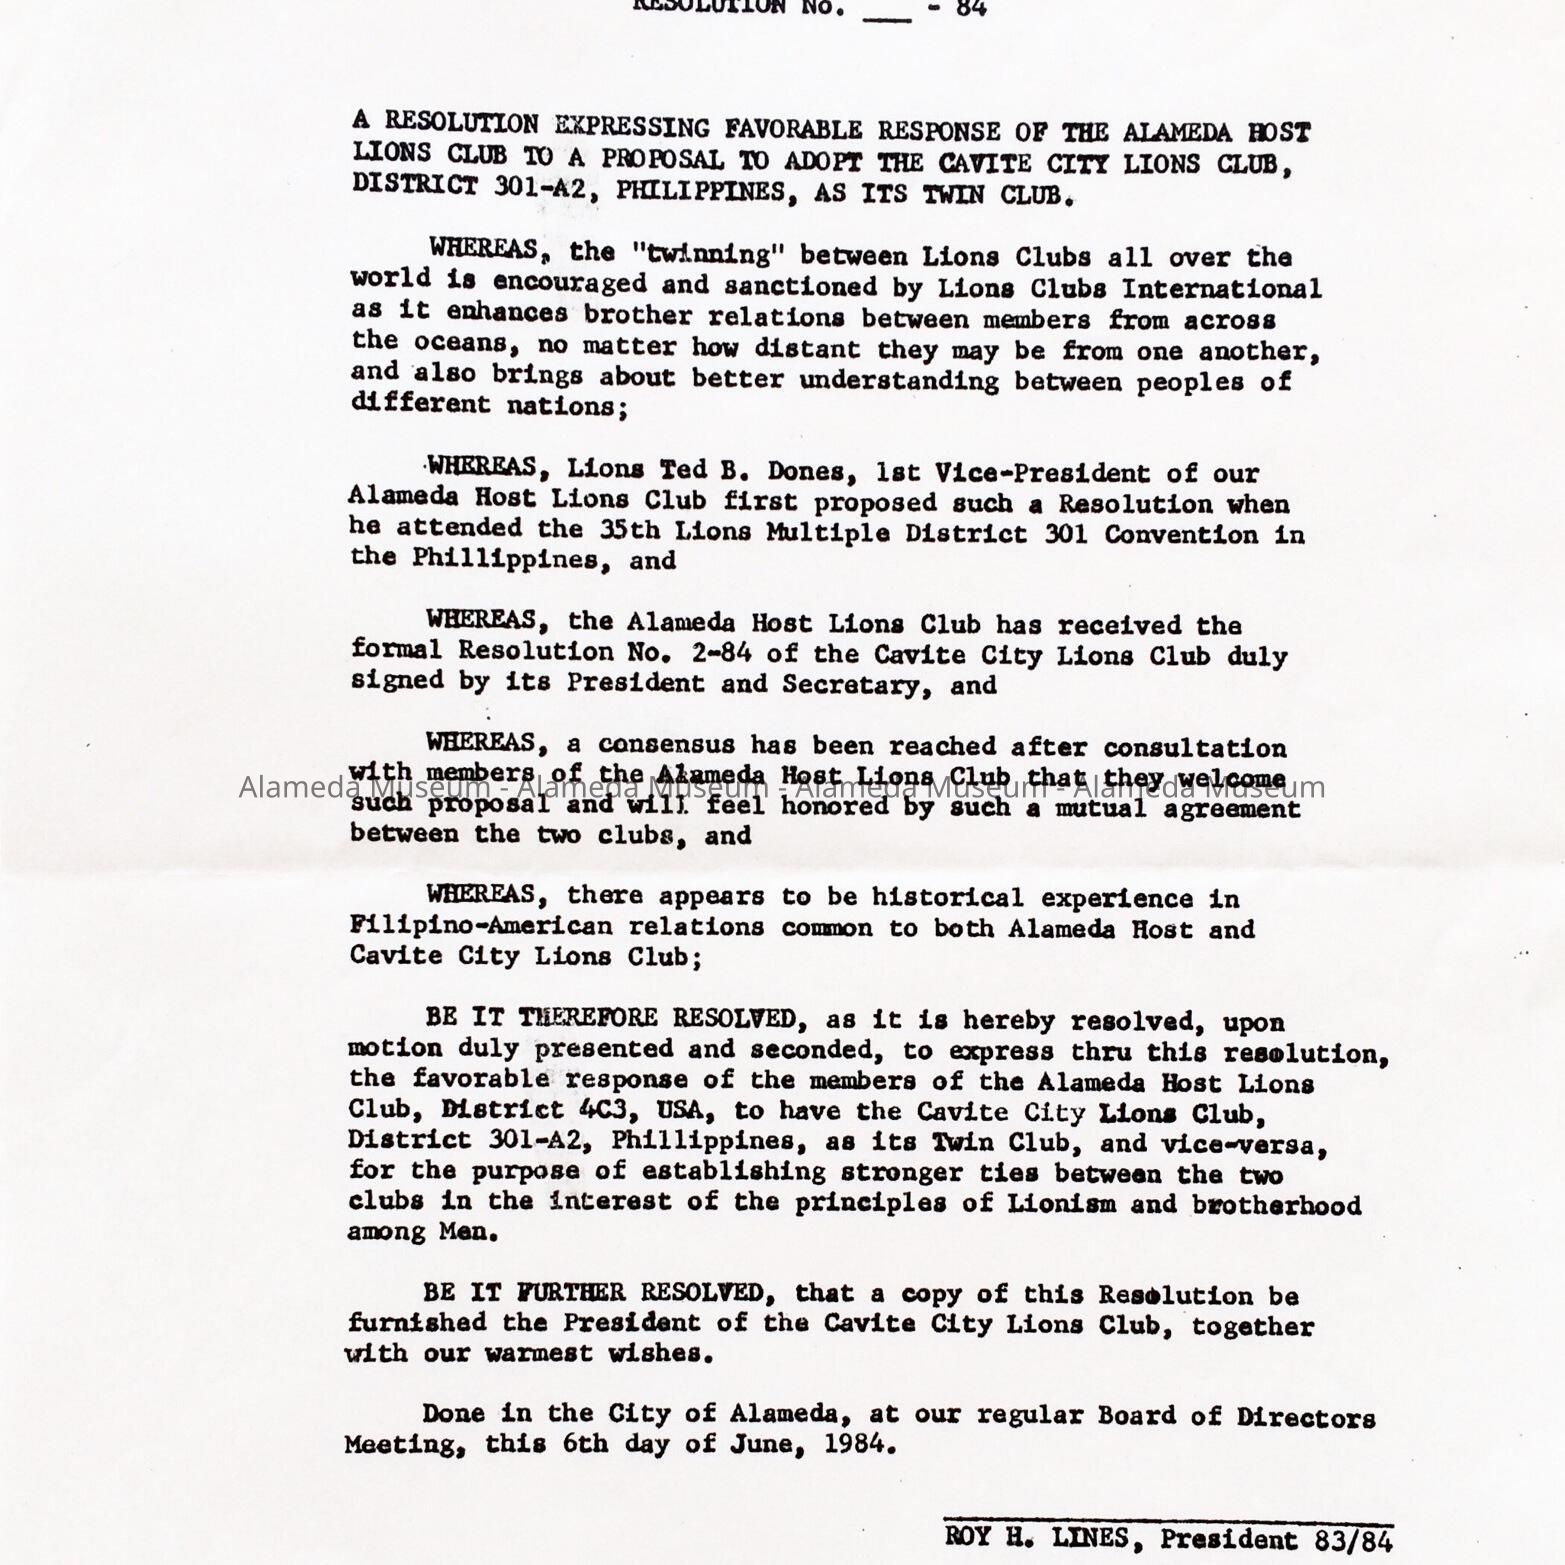 RESOLUTION No. ___ - 84
A RESOLUTION EXPRESSING FAVORABLE RESPONSE OF THE ALAMEDA HOST
LIONS CLUB TO A PROPOSAL TO ADOPT THE CAVITE CITY LIONS CLUB,
DISTRICT 301-A2, PHILIPPINES, AS ITS TWIN CLUB.
WHEREAS, the "twinning" between Lions Clubs all over the
world is encouraged and sanctioned by Lions Clubs International
as it enhances brother relations between members from across
the oceans, no matter how distant they may be from one another,
and also brings about better understanding between peoples of
different nations;
WHEREAS, Lions Ted B. Dones, 1st Vice-President of our
Alameda Host Lions Club first proposed such a Resolution when
he attended the 35th Lions Multiple District 301 Convention in
the Phillippines, and
WHEREAS, the Alameda Host Lions Club has received the
formal Resolution No. 2-84 of the Cavite City Lions Club duly
signed by its President and Secretary, and
WHEREAS, a consensus has been reached after consultation
with members of the Alameda Host Lions Club that they welcome
Alameda Museum - Alameda Museum - Alameda Museum - Alameda Museum
such proposal and will feel honored by such a mutual agreement
between the two clubs, and
WHEREAS, there appears to be historical experience in
Filipino-American relations common to both Alameda Host and
Cavite City Lions Club;
BE IT THEREFORE RESOLVED, as it is hereby resolved, upon
motion duly presented and seconded, to express thru this resolution,
the favorable response of the members of the Alameda Host Lions
Club, District 4C3, USA, to have the Cavite City Lions Club,
District 301-A2, Phillippines, as its Twin Club, and vice-versa,
for the purpose of establishing stronger ties between the two
clubs in the interest of the principles of Lionism and brotherhood
among Men.
BE IT FURTHER RESOLVED, that a copy of this Resolution be
furnished the President of the Cavite City Lions Club, together
with our warmest wishes.
Done in the City of Alameda, at our regular Board of Directors
Meeting, this 6th day of June, 1984.
ROY H. LINES, President 83/84